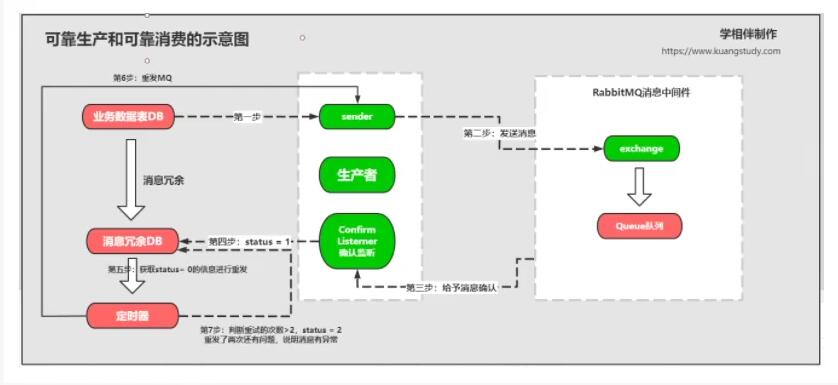 可靠生产和可靠消费的示意图
学相伴制作
https://www.kuangstudy.com
第6步：重发MQ
RabbitMQ消息中间件
业务数据表DB
第一步
sender
第二步：发送消息
exchange
消息冗余
生产者
Queue队列
消息冗余DB
第四步：status = 1
Confirm
Listerner
确认监听
第五步：获取status= 0的信息进行重发
第三步：给予消息确认
定时器
第7步：判断重试的次数>2，status = 2
重发了两次还有问题，说明消息有异常